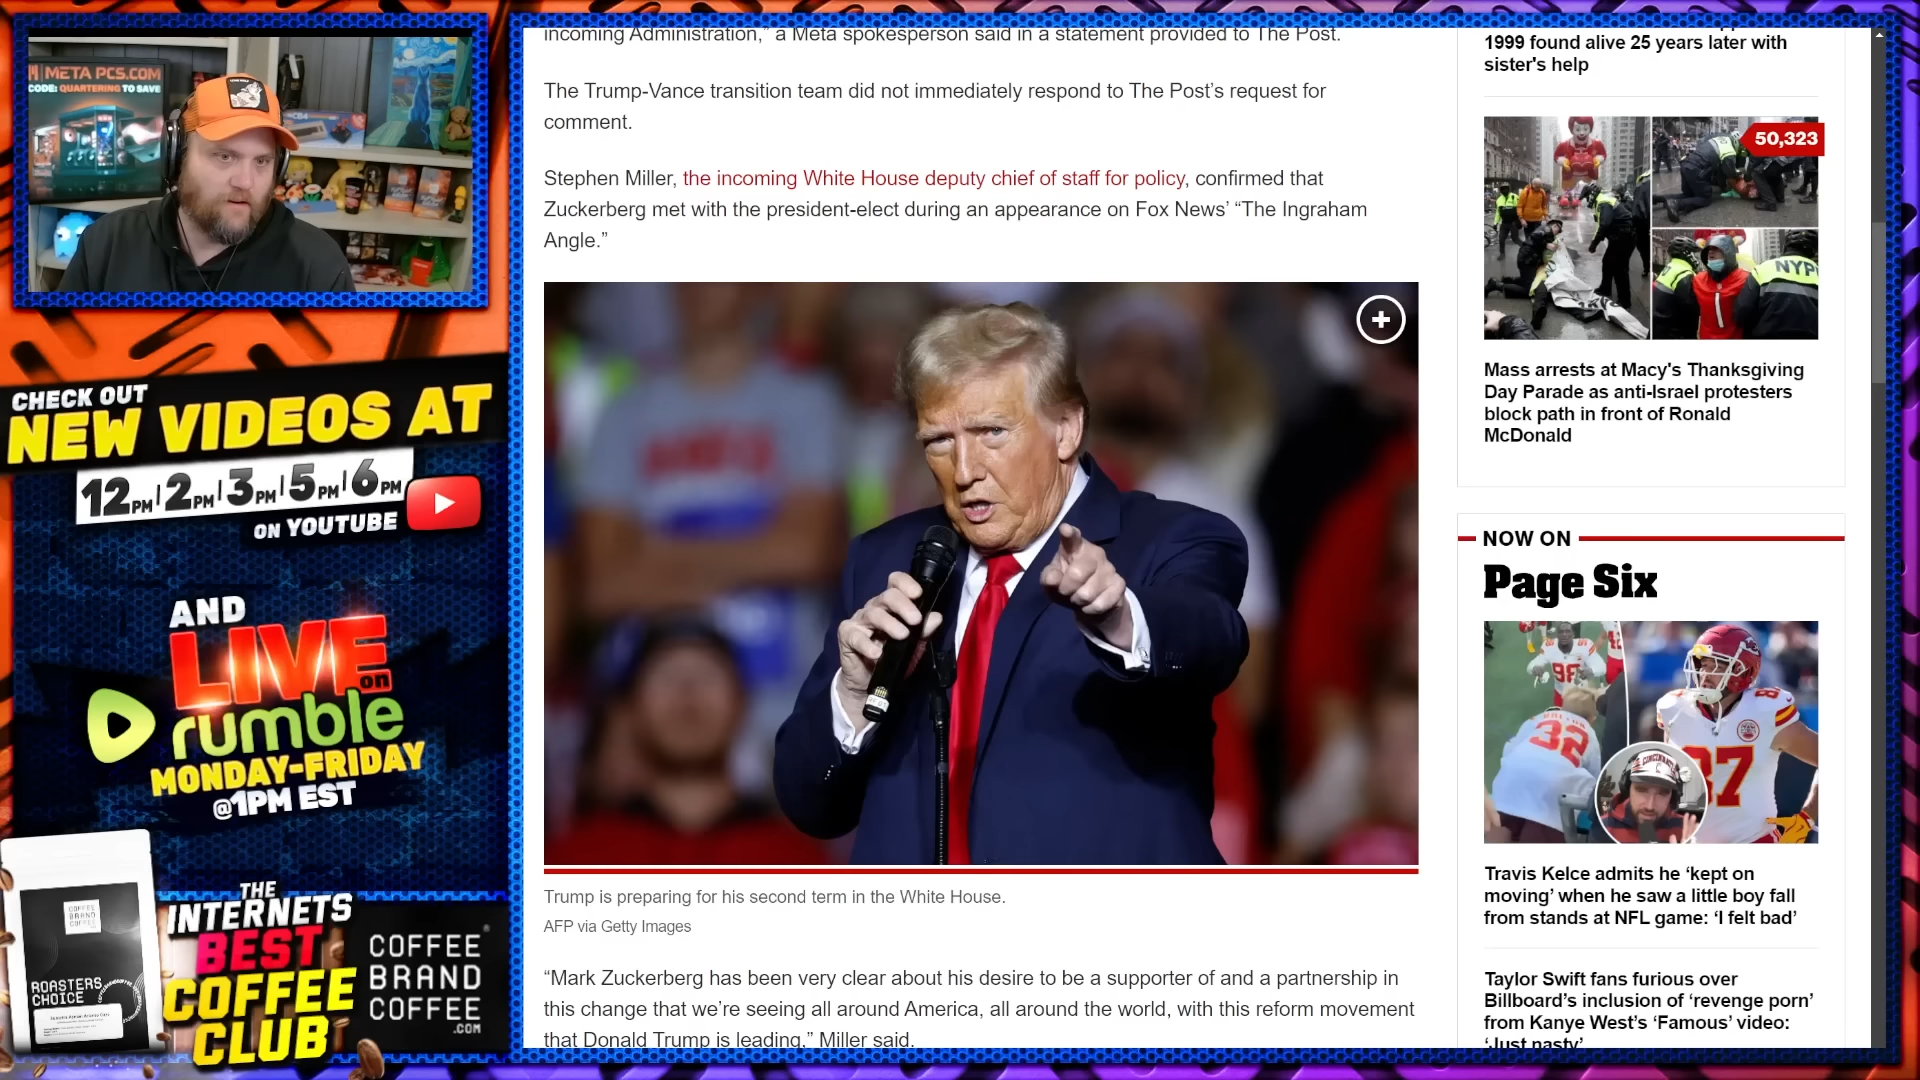 META PCS.COM
CODE: QUARTERING TO SAVE
CHECK OUT
NEW VIDEOS AT
12PM | 2PM | 3PM | 5PM | 6PM
ON YOUTUBE
AND
LIVE on
rumble
MONDAY-FRIDAY
@1PM EST
THE
INTERNETS
BEST
COFFEE
CLUB
COFFEE
BRAND
COFFEE
.COM
COFFEE
BRAND
COFFEE
ROASTERS
CHOICE
incoming Administration,” a Meta spokesperson said in a statement provided to The Post.
The Trump-Vance transition team did not immediately respond to The Post’s request for
comment.
Stephen Miller, the incoming White House deputy chief of staff for policy, confirmed that
Zuckerberg met with the president-elect during an appearance on Fox News’ “The Ingraham
Angle.”
Trump is preparing for his second term in the White House.
AFP via Getty Images
“Mark Zuckerberg has been very clear about his desire to be a supporter of and a partnership in
this change that we’re seeing all around America, all around the world, with this reform movement
that Donald Trump is leading,” Miller said.
1999 found alive 25 years later with
sister's help
50,323
NYP
Mass arrests at Macy's Thanksgiving
Day Parade as anti-Israel protesters
block path in front of Ronald
McDonald
NOW ON
Page Six
98
32
87
CINCINNATI
Travis Kelce admits he ‘kept on
moving’ when he saw a little boy fall
from stands at NFL game: ‘I felt bad’
Taylor Swift fans furious over
Billboard’s inclusion of ‘revenge porn’
from Kanye West’s ‘Famous’ video:
‘Just nasty’